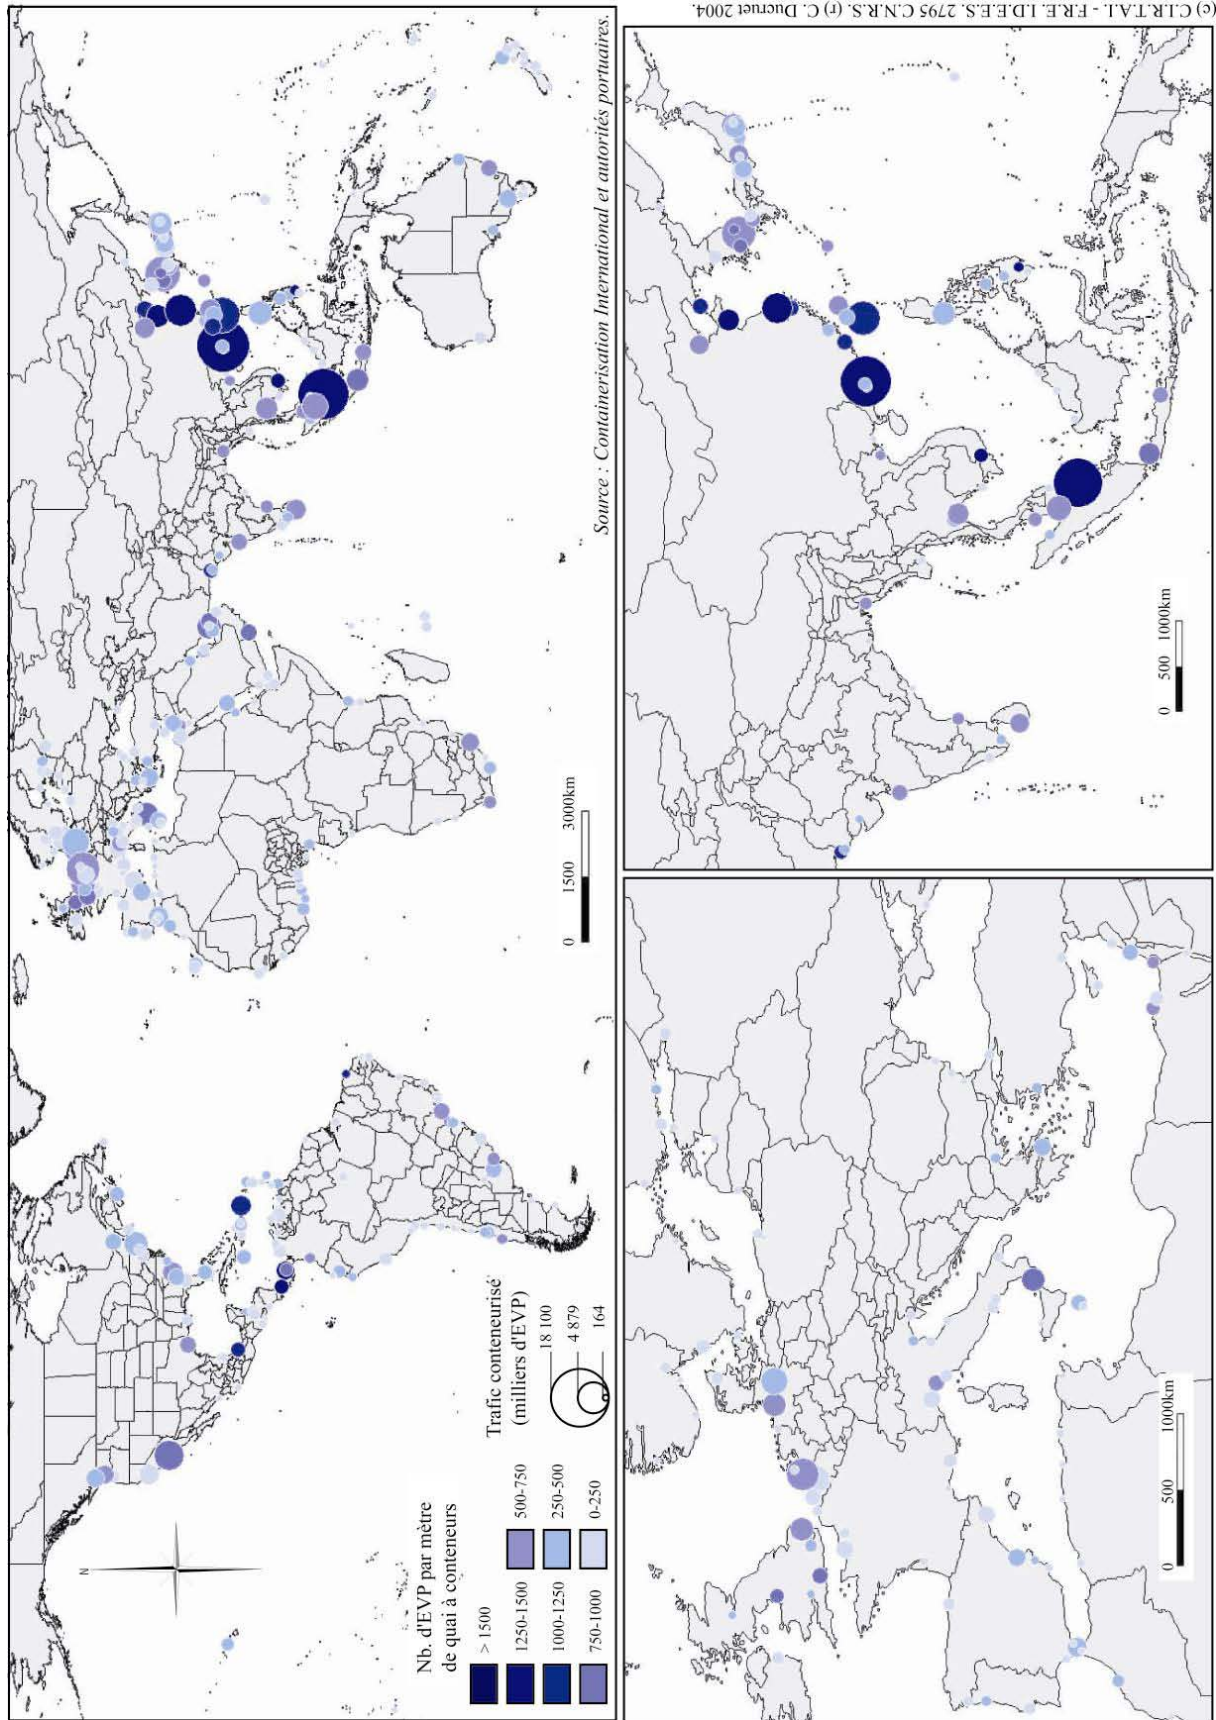 (c) C.I.R.T.A.I. - F.R.E. I.D.E.E.S. 2795 C.N.R.S. (r) C. Ducruet 2004.
Source : Containerisation International et autorités portuaires.
N
Nb. d'EVP par mètre
de quai à conteneurs
> 1500
1250-1500
1000-1250
750-1000
500-750
250-500
0-250
Trafic conteneurisé
(milliers d'EVP)
18 100
4 879
164
0 1500 3000km
0 500 1000km
0 500 1000km